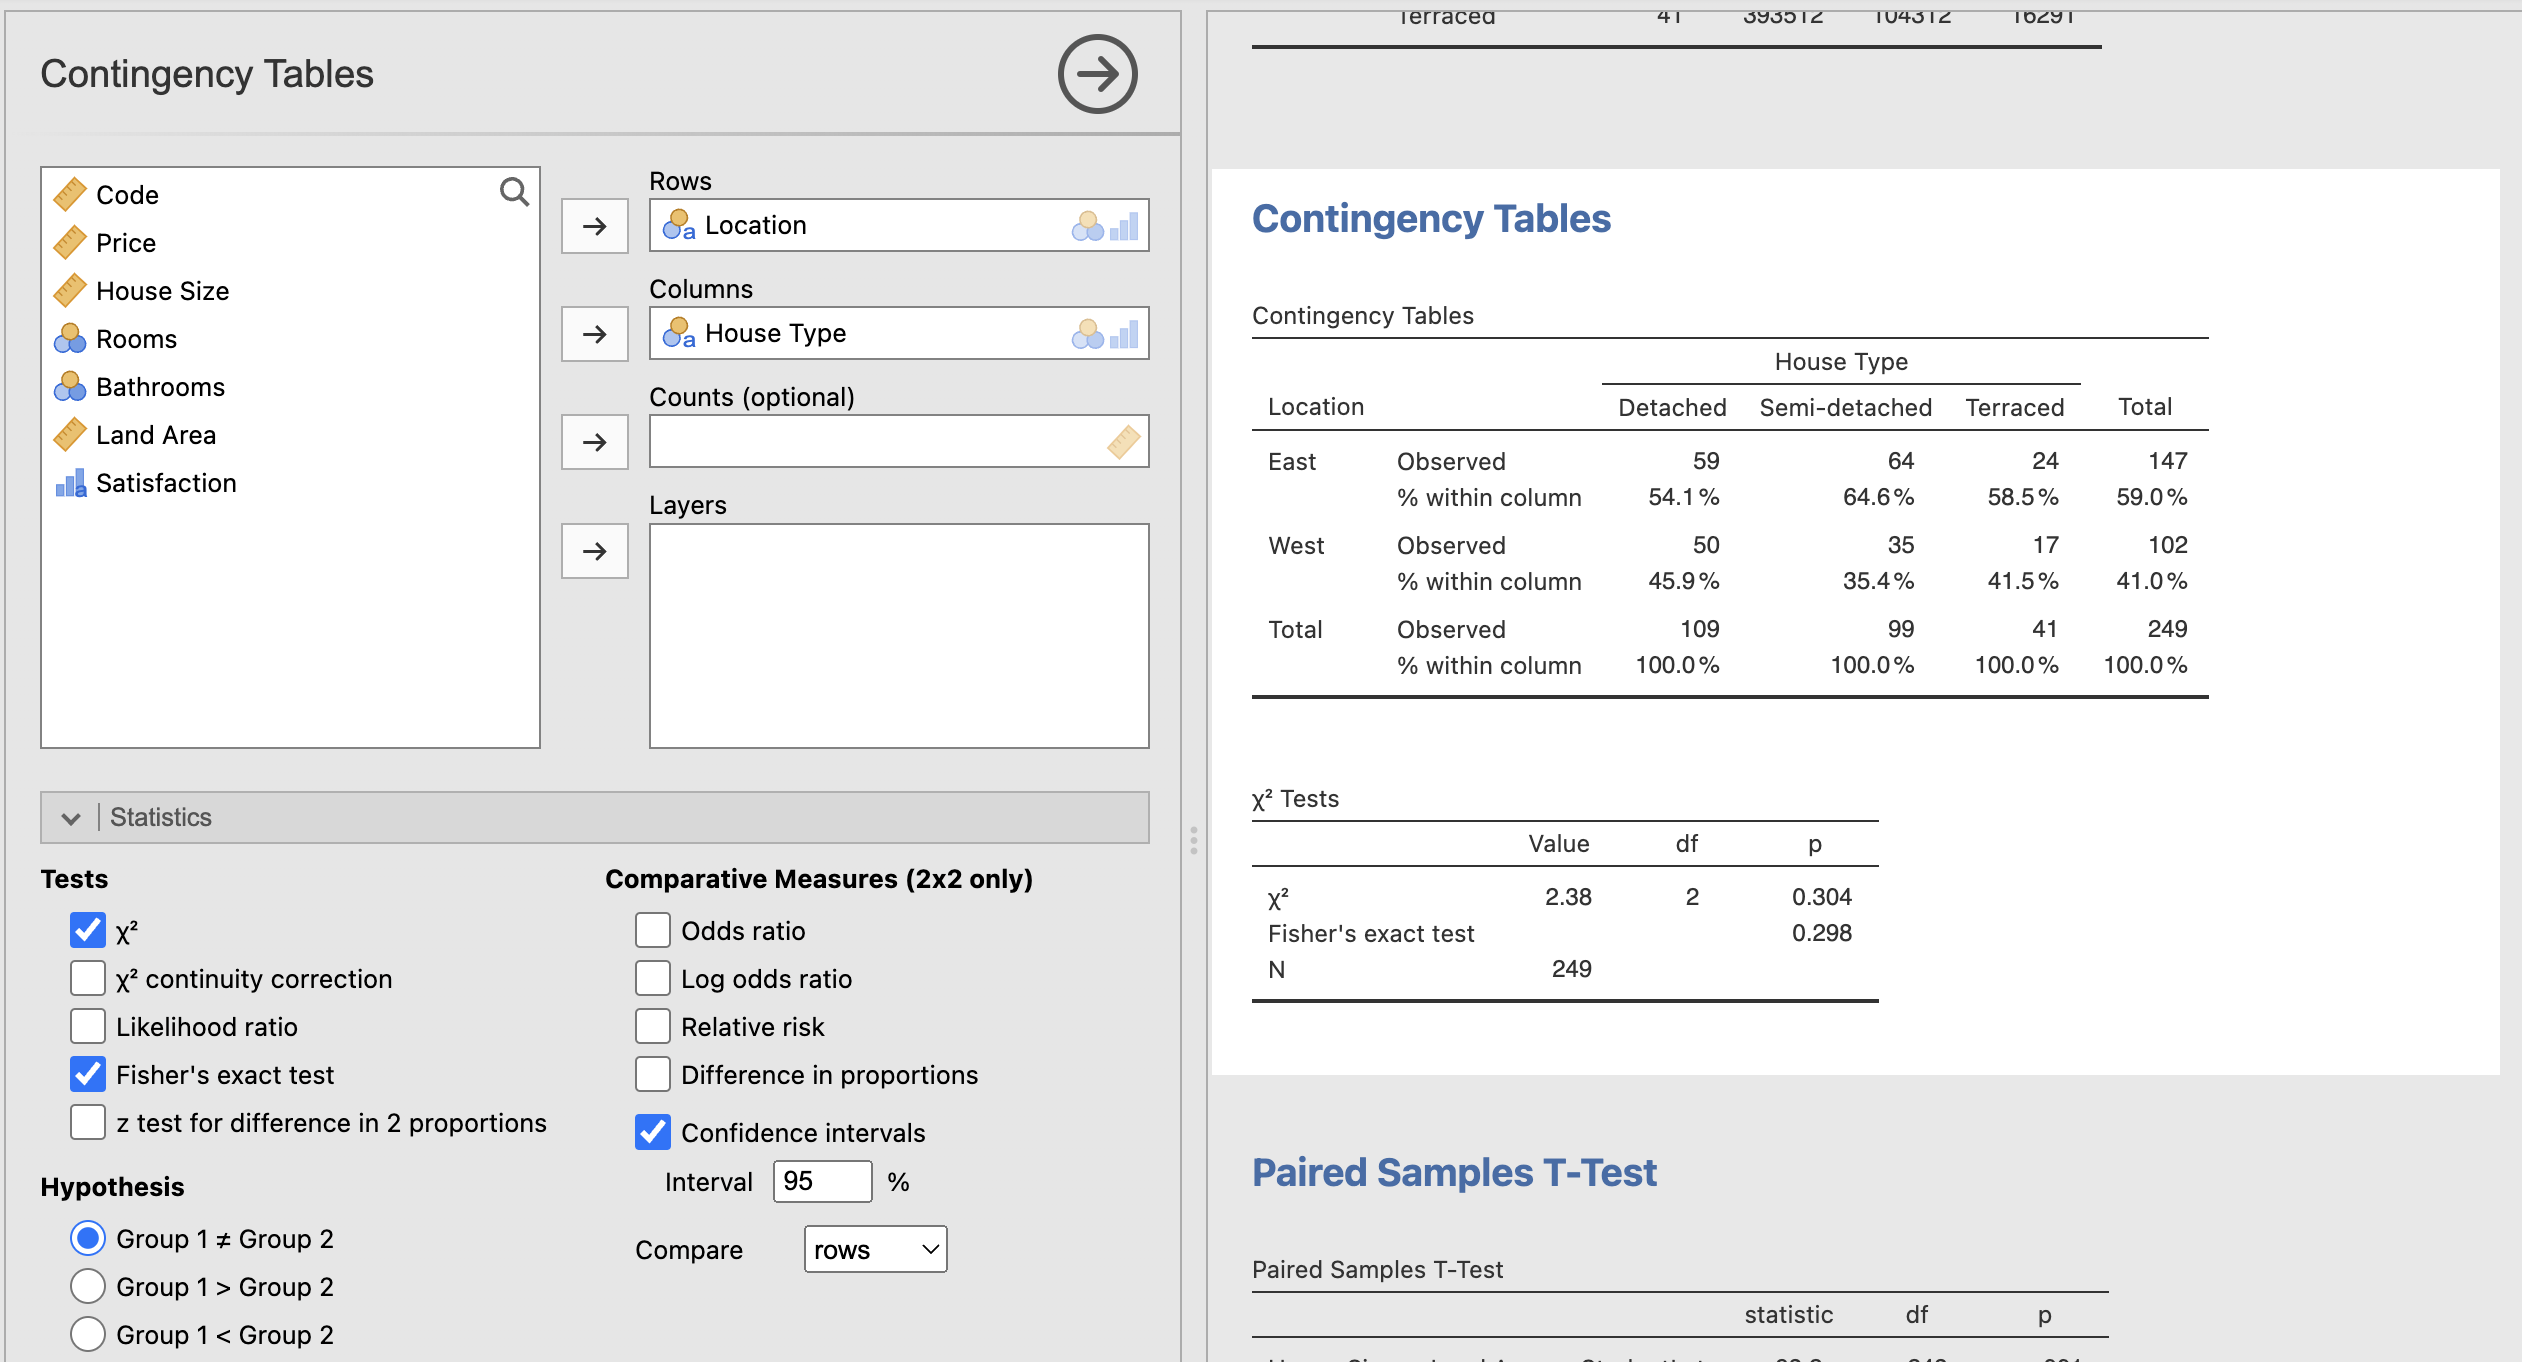 Contingency Tables
Code
Price
House Size
Rooms
Bathrooms
Land Area
Satisfaction
Rows
Location
Columns
House Type
Counts (optional)
Layers
Statistics
Tests
χ²
χ² continuity correction
Likelihood ratio
Fisher's exact test
z test for difference in 2 proportions
Hypothesis
Group 1 ≠ Group 2
Group 1 > Group 2
Group 1 < Group 2
Comparative Measures (2x2 only)
Odds ratio
Log odds ratio
Relative risk
Difference in proportions
Confidence intervals
Interval 95 %
Compare rows
Terraced 41 393512 104312 16291
Contingency Tables
Contingency Tables
House Type
Location Detached Semi-detached Terraced Total
East Observed 59 64 24 147
% within column 54.1% 64.6% 58.5% 59.0%
West Observed 50 35 17 102
% within column 45.9% 35.4% 41.5% 41.0%
Total Observed 109 99 41 249
% within column 100.0% 100.0% 100.0% 100.0%
χ² Tests
Value df p
χ² 2.38 2 0.304
Fisher's exact test 0.298
N 249
Paired Samples T-Test
Paired Samples T-Test
statistic df p